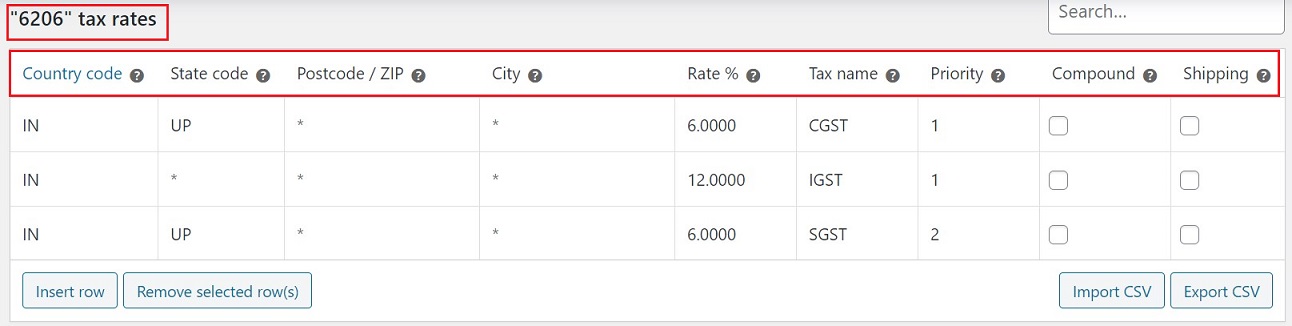 "6206" tax rates
Search...
Country code ? State code ? Postcode / ZIP ? City ? Rate % ? Tax name ? Priority ? Compound ? Shipping ?
IN UP * * 6.0000 CGST 1
IN * * * 12.0000 IGST 1
IN UP * * 6.0000 SGST 2
Insert row Remove selected row(s) Import CSV Export CSV